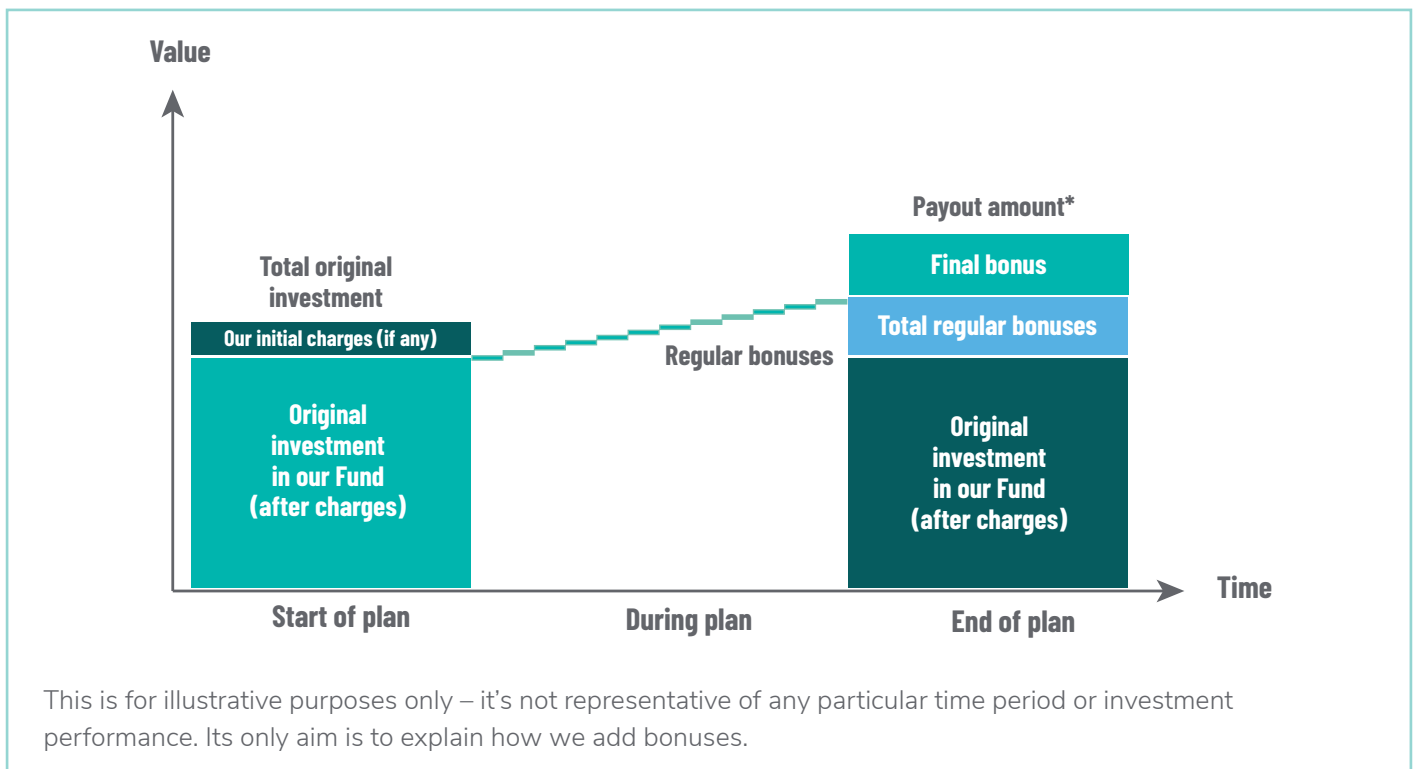 Value
Payout amount*
Final bonus
Total original
investment
Our initial charges (if any)
Total regular bonuses
Regular bonuses
Original
investment
in our Fund
(after charges)
Original
investment
in our Fund
(after charges)
Time
Start of plan
During plan
End of plan
This is for illustrative purposes only – it’s not representative of any particular time period or investment
performance. Its only aim is to explain how we add bonuses.